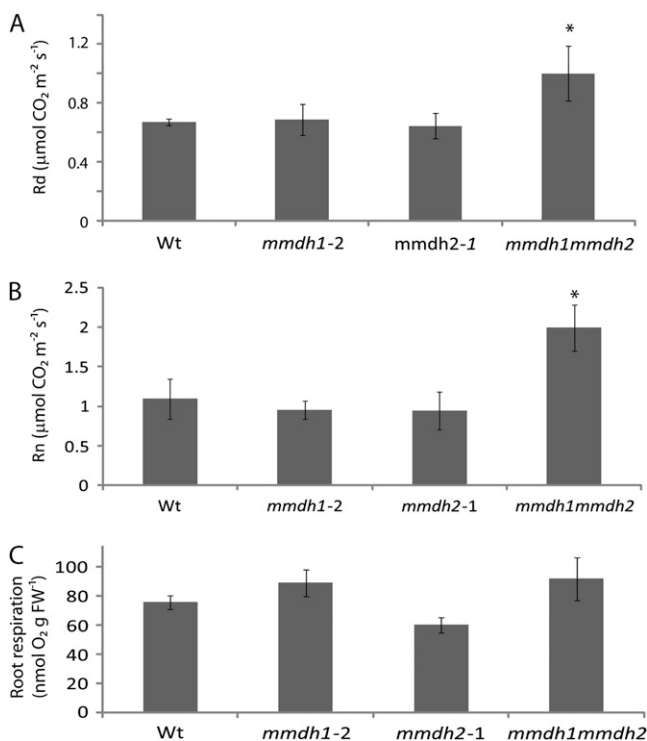 A
Rd (μmol CO₂ m⁻² s⁻¹)
1.2
0.8
0.4
0
*
Wt
mmdh1-2
mmdh2-1
mmdh1mmdh2
B
Rn (μmol CO₂ m⁻² s⁻¹)
2.5
2
1.5
1
0.5
0
*
Wt
mmdh1-2
mmdh2-1
mmdh1mmdh2
C
Root respiration
(nmol O₂ g FW⁻¹)
100
80
60
40
20
0
Wt
mmdh1-2
mmdh2-1
mmdh1mmdh2